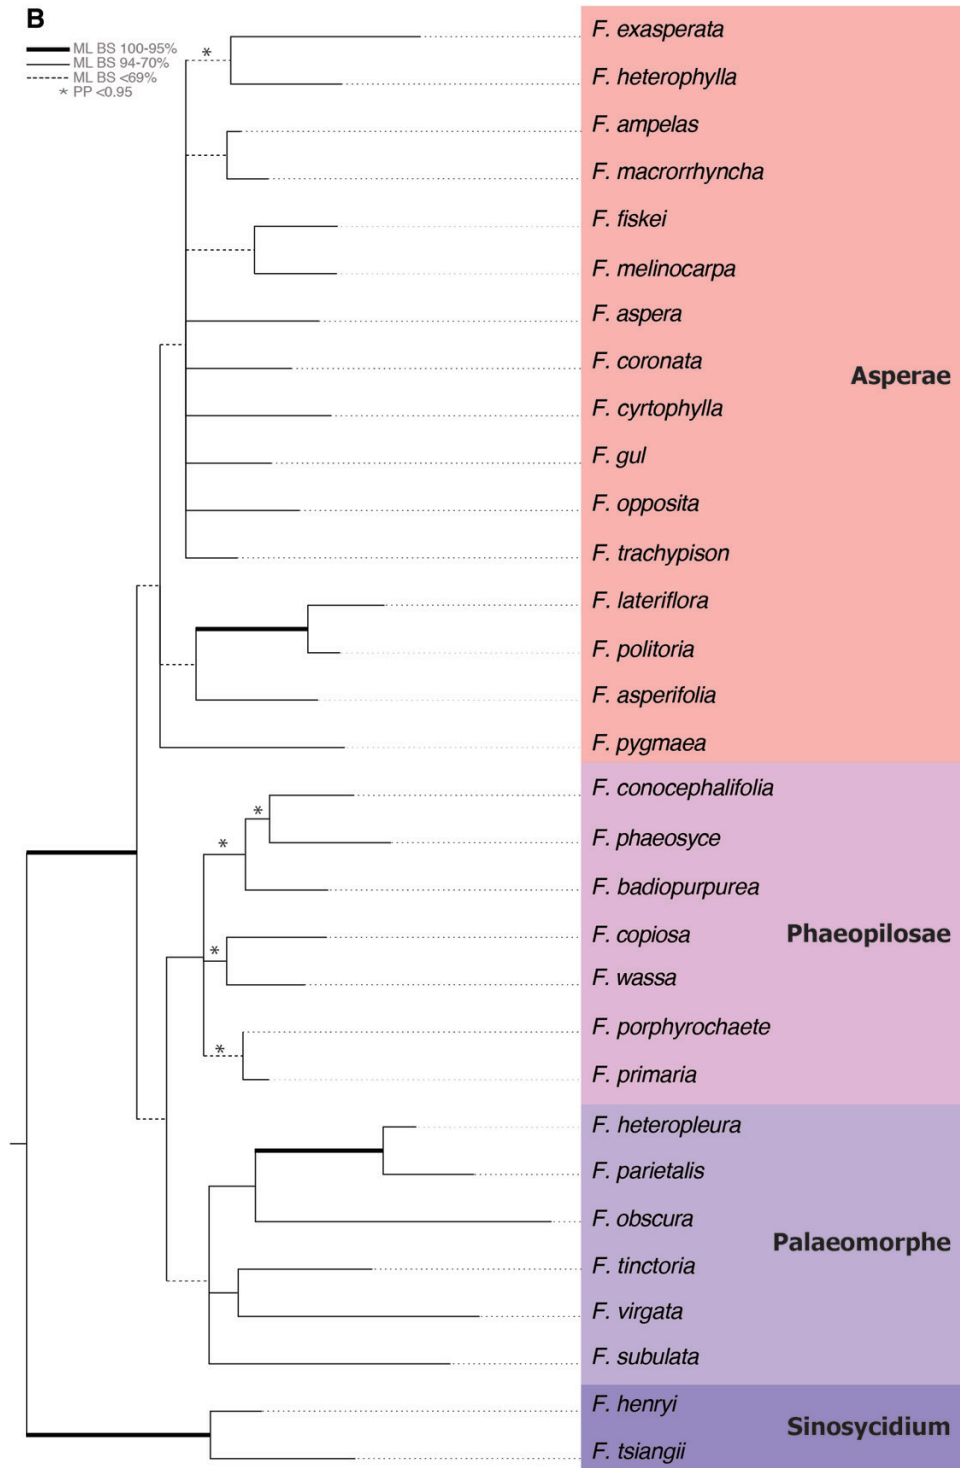 B
ML BS 100-95%
ML BS 94-70%
ML BS <69%
* PP <0.95
*
F. exasperata
F. heterophylla
F. ampelas
F. macrorrhyncha
F. fiskei
F. melinocarpa
F. aspera
F. coronata
Asperae
F. cyrtophylla
F. gul
F. opposita
F. trachypison
F. lateriflora
F. politoria
F. asperifolia
F. pygmaea
F. conocephalifolia
*
F. phaeosyce
*
F. badiopurpurea
F. copiosa
Phaeopilosae
*
F. wassa
F. porphyrochaete
*
F. primaria
F. heteropleura
F. parietalis
F. obscura
Palaeomorphe
F. tinctoria
F. virgata
F. subulata
F. henryi
Sinosycidium
F. tsiangii